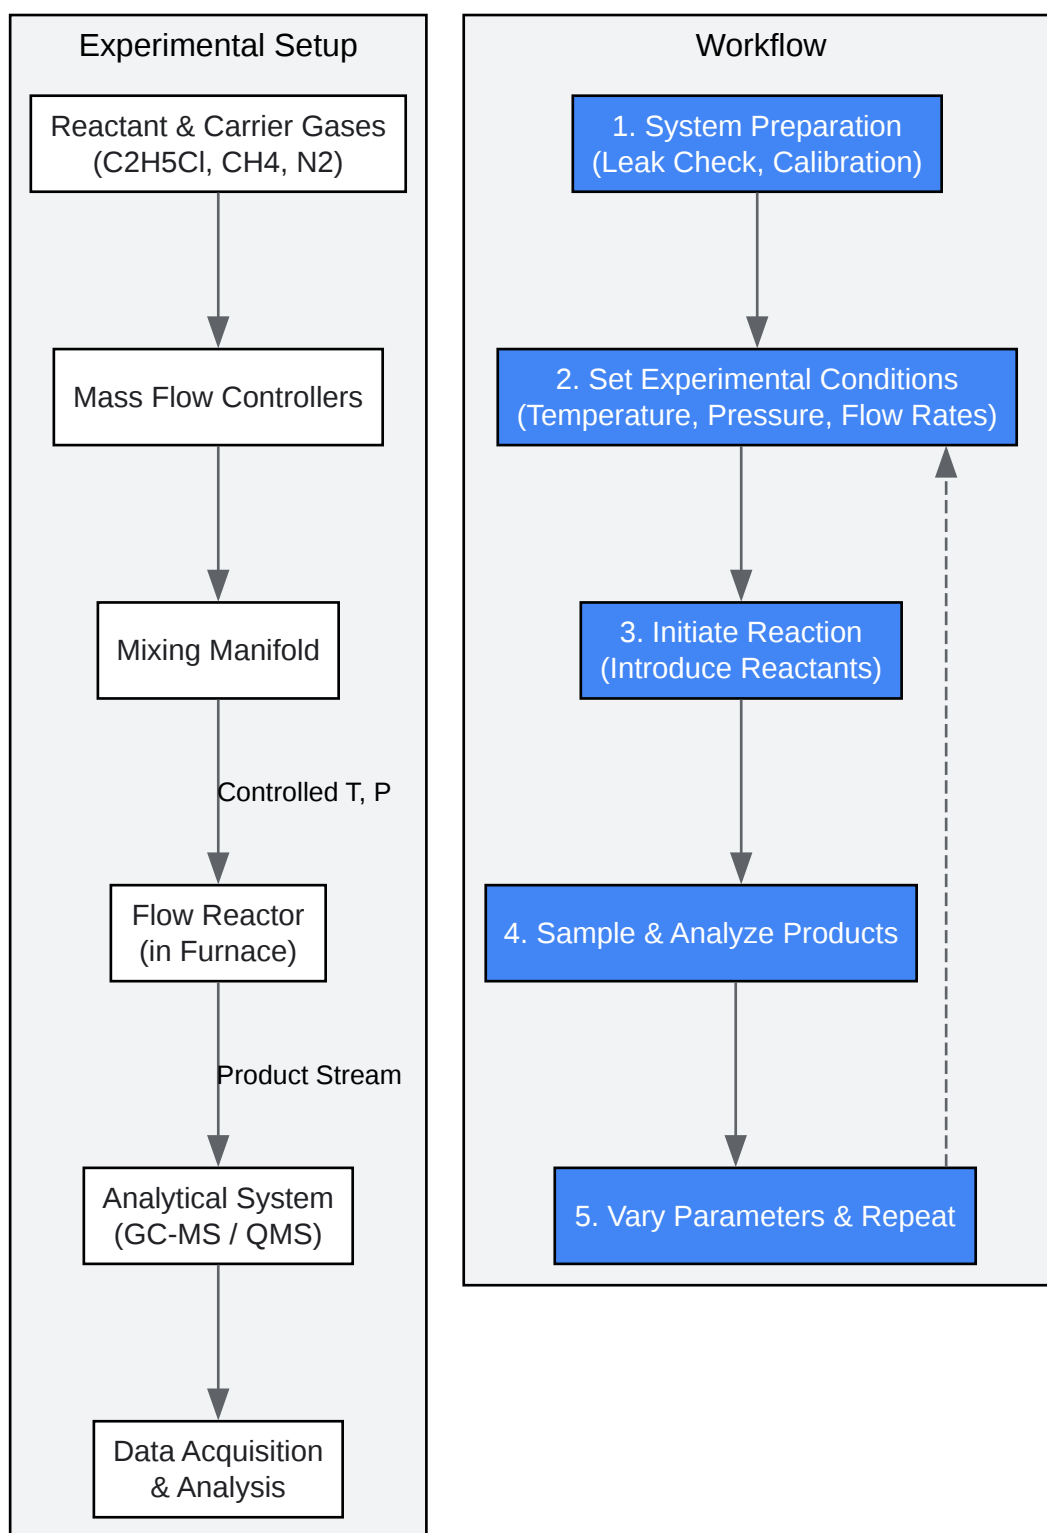 Experimental Setup
Reactant & Carrier Gases
(C2H5Cl, CH4, N2)
Mass Flow Controllers
Mixing Manifold
Controlled T, P
Flow Reactor
(in Furnace)
Product Stream
Analytical System
(GC-MS / QMS)
Data Acquisition
& Analysis
Workflow
1. System Preparation
(Leak Check, Calibration)
2. Set Experimental Conditions
(Temperature, Pressure, Flow Rates)
3. Initiate Reaction
(Introduce Reactants)
4. Sample & Analyze Products
5. Vary Parameters & Repeat